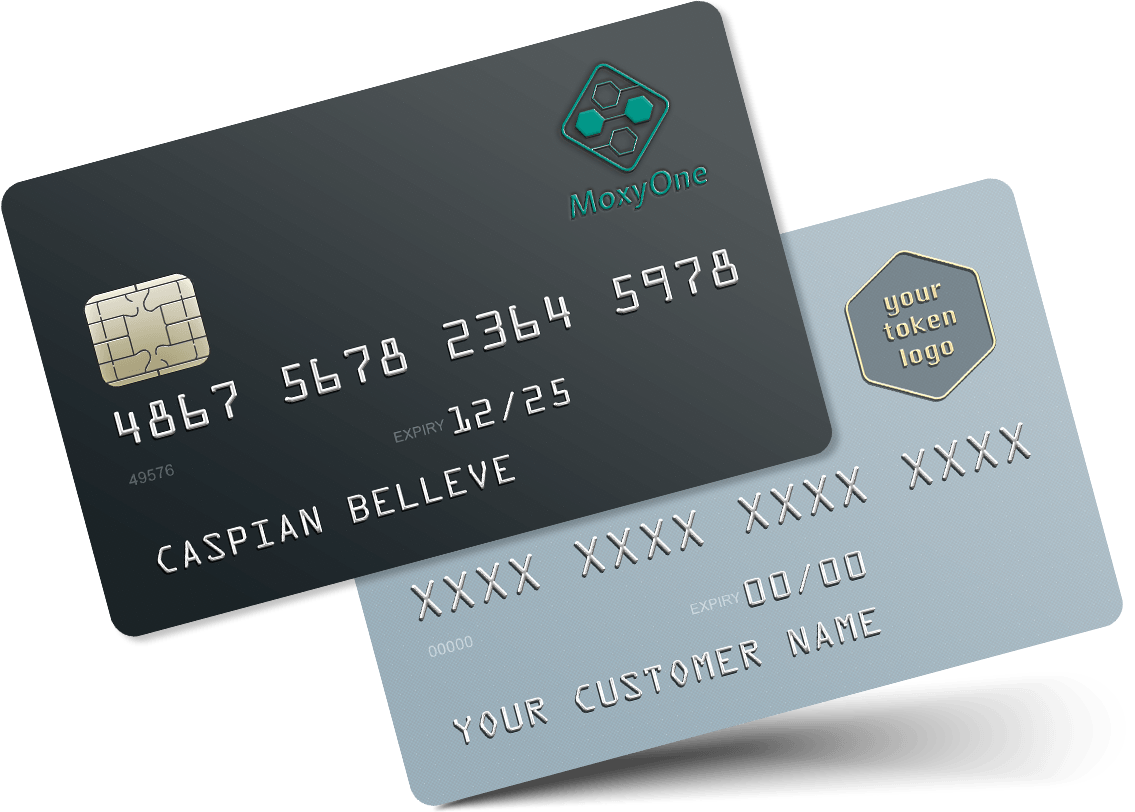 MoxyOne
4867 5678 2364 5978
EXPIRY 12/25
49576
CASPIAN BELLEVE
your
token
logo
XXXX XXXX XXXX XXXX
EXPIRY 00/00
00000
YOUR CUSTOMER NAME